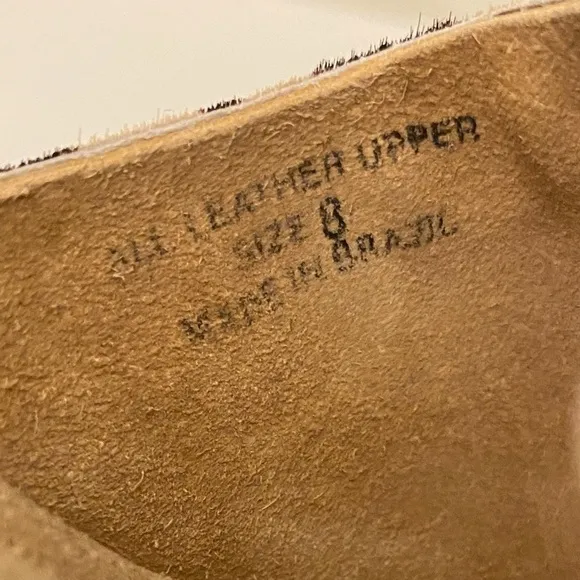 ALL LEATHER UPPER
SIZE 8
MADE IN BRAZIL